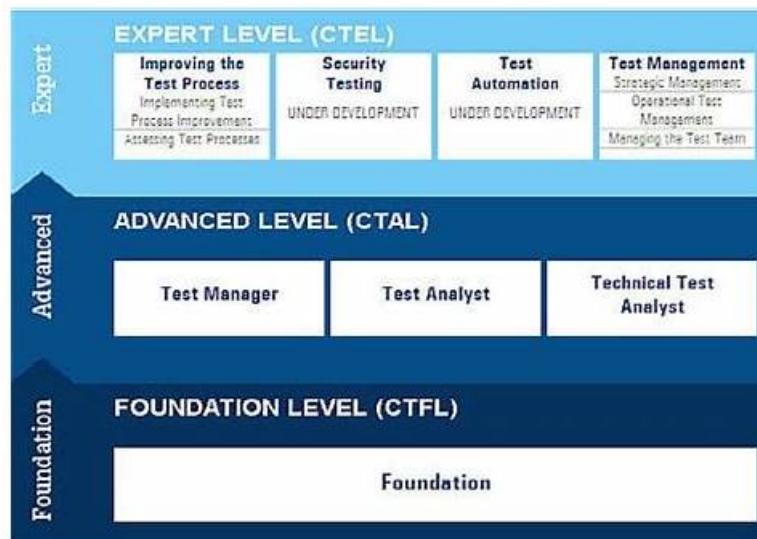 Expert
EXPERT LEVEL (CTEL)
Improving the
Test Process
Implementing Test
Process Improvement
Assessing Test Processes
Security
Testing
UNDER DEVELOPMENT
Test
Automation
UNDER DEVELOPMENT
Test Management
Strategic Management
Operational Test
Management
Managing the Test Team
Advanced
ADVANCED LEVEL (CTAL)
Test Manager
Test Analyst
Technical Test
Analyst
Foundation
FOUNDATION LEVEL (CTFL)
Foundation